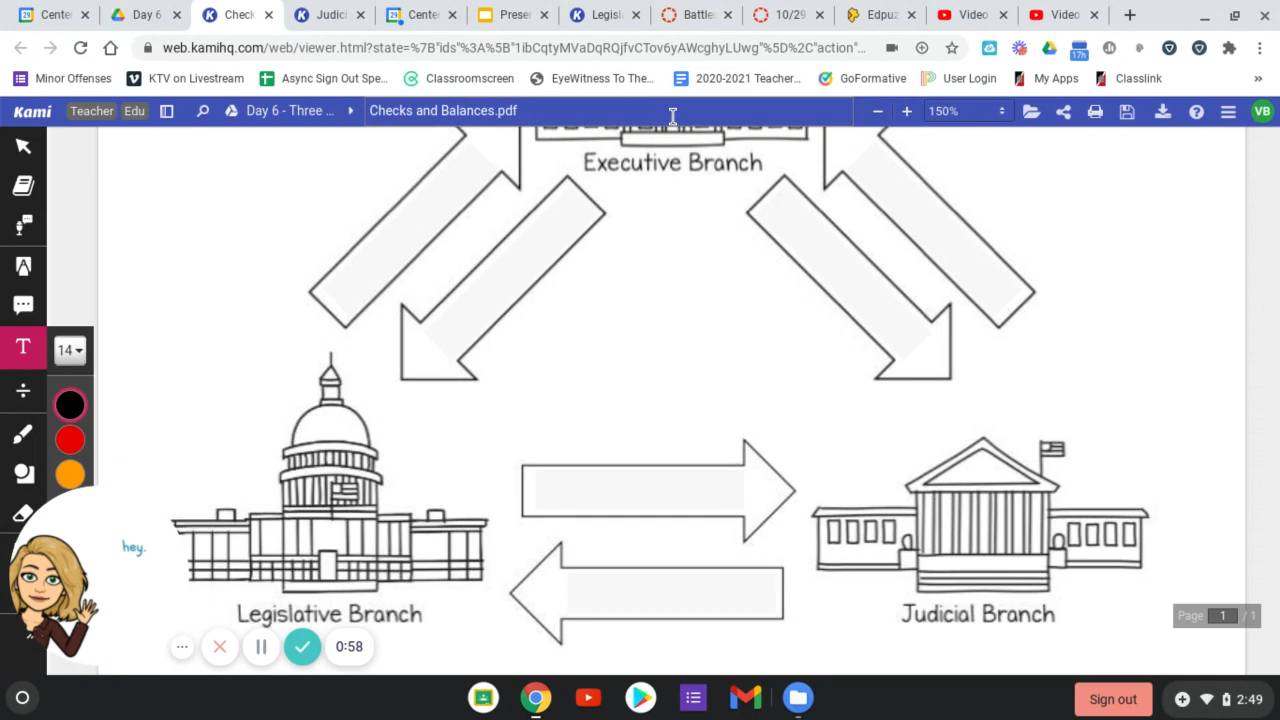 Center
Day 6
Check
Judici
Center
Preser
Legisl
Battle:
10/29
Edpuz
Video
Video
web.kamihq.com/web/viewer.html?state=%7B"ids"%3A%5B"1ibCqtyMVaDqRQjfvCTov6yAWcghyLUwg"%5D%2C"action"...
17h
Minor Offenses
KTV on Livestream
Async Sign Out Spe...
Classroomscreen
EyeWitness To The...
2020-2021 Teacher...
GoFormative
User Login
My Apps
Classlink
»
Kami Teacher Edu
Day 6 - Three ...
Checks and Balances.pdf
150%
VB
Executive Branch
T
14
hey.
Legislative Branch
Judicial Branch
Page 1 / 1
0:58
Sign out
2:49